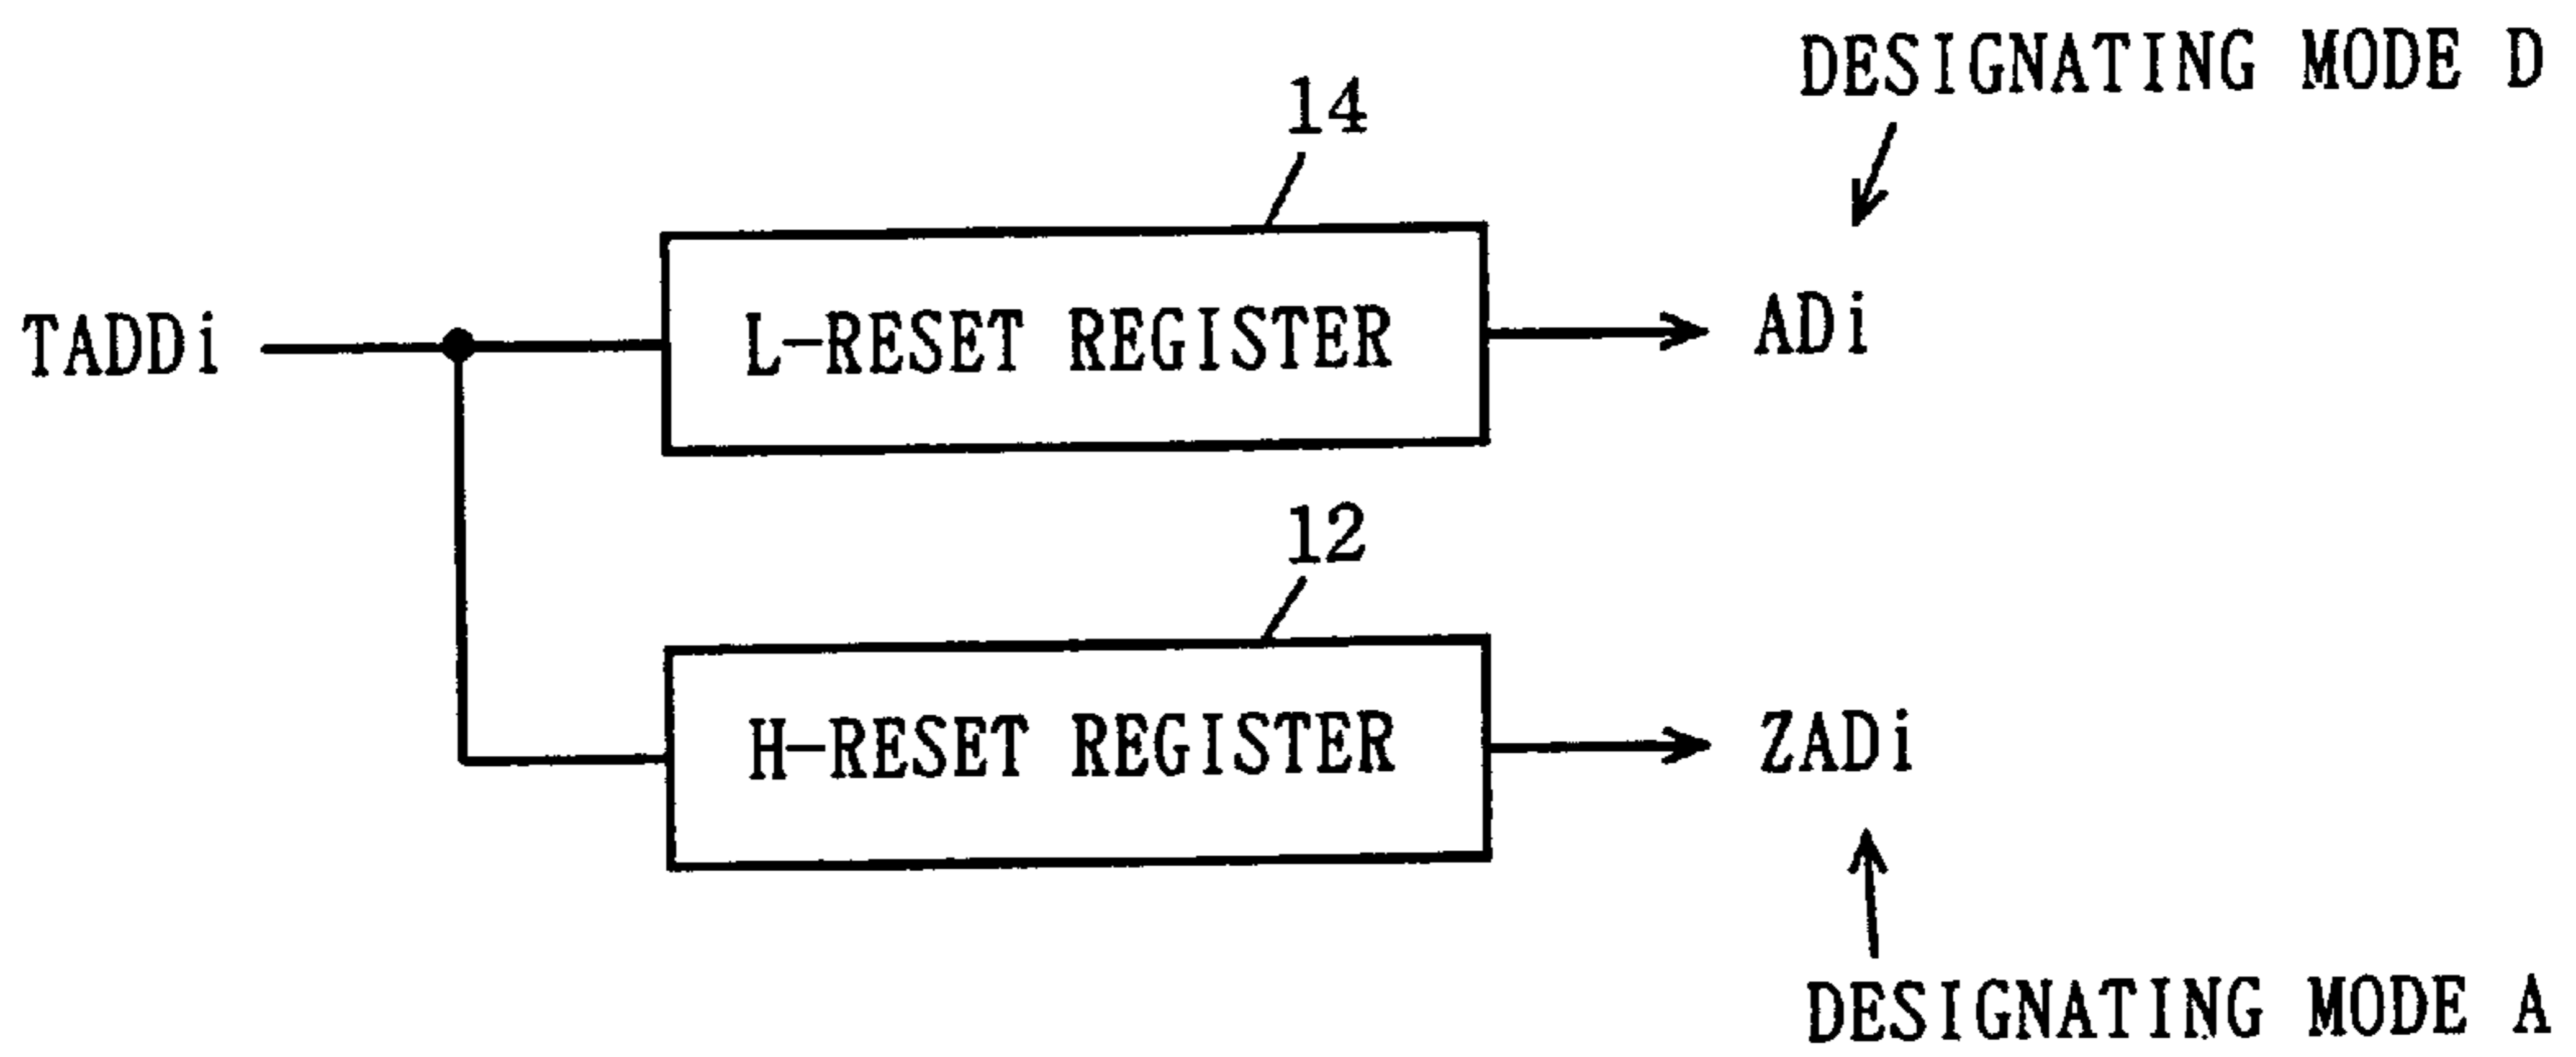 DESIGNATING MODE D
14
TADDi
L-RESET REGISTER
ADi
12
H-RESET REGISTER
ZADi
DESIGNATING MODE A